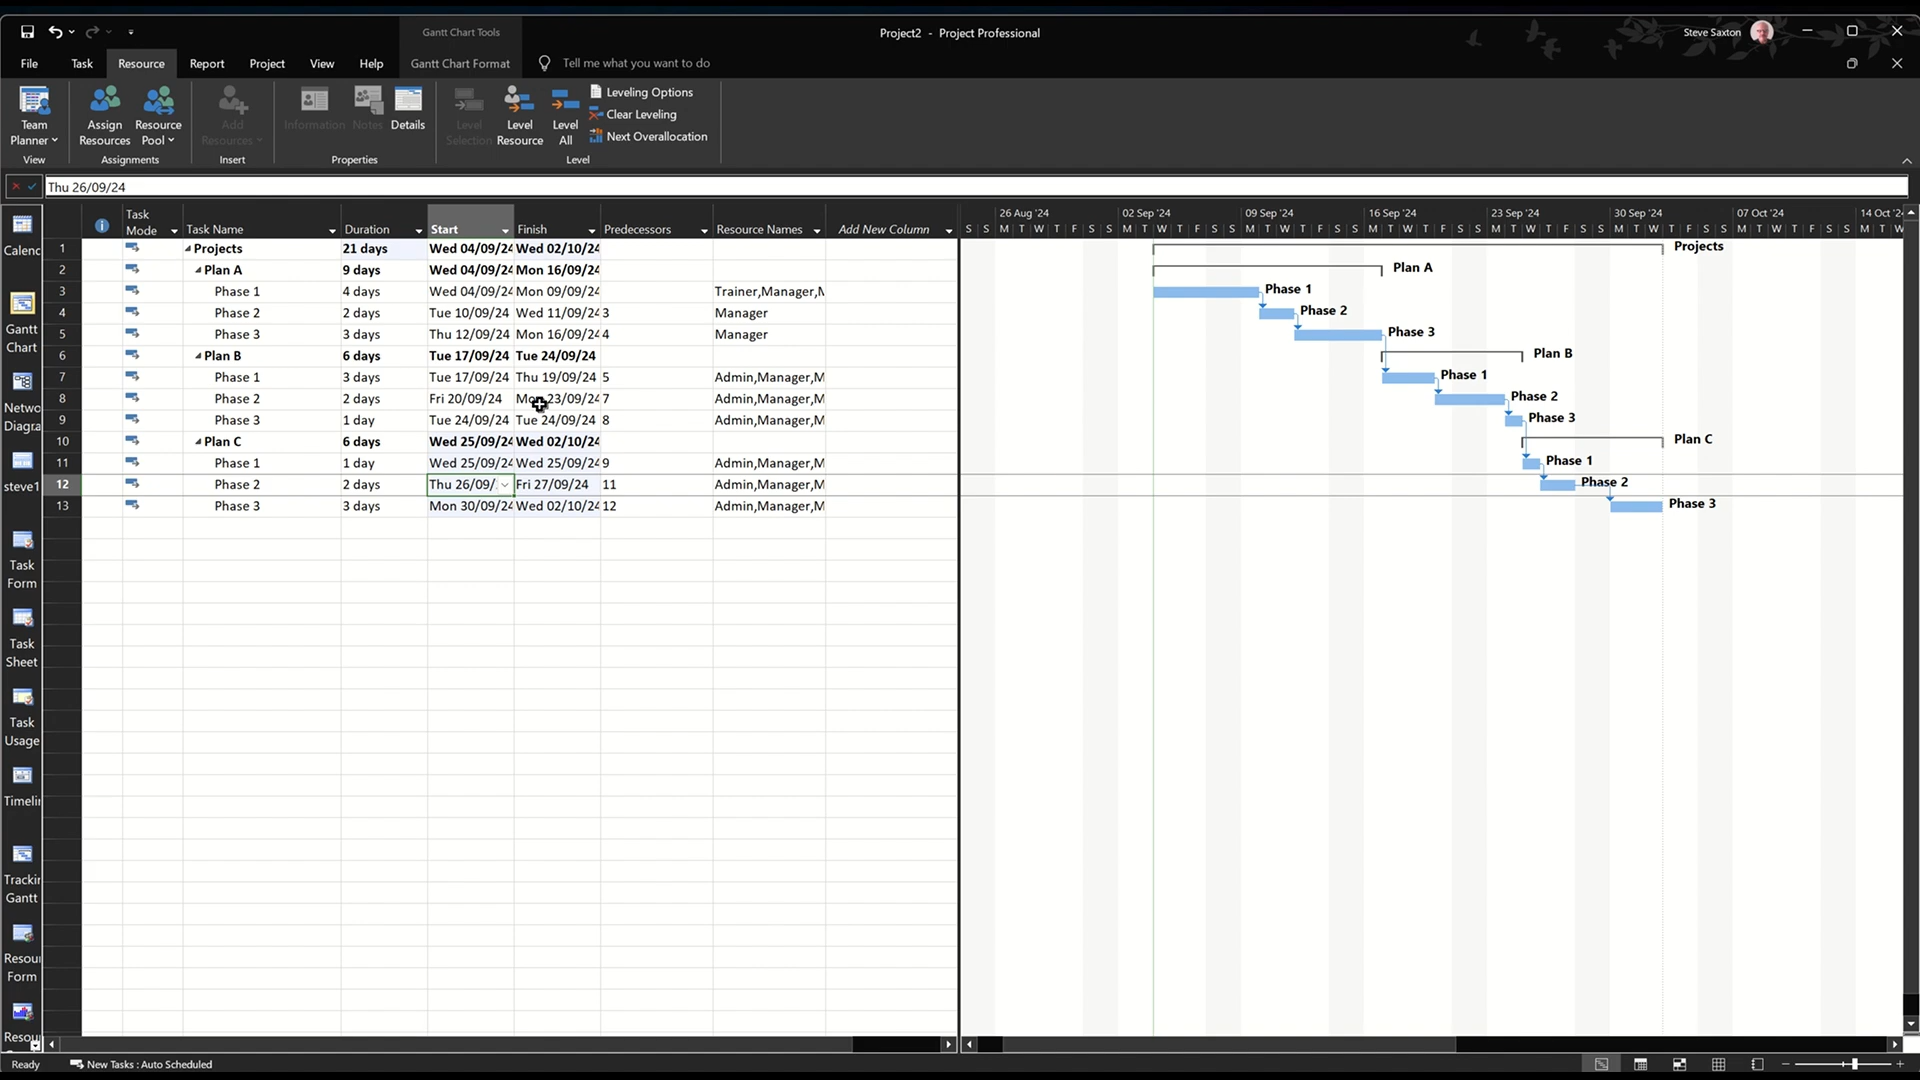 Gantt Chart Tools
Project2 - Project Professional
Steve Saxton
File Task Resource Report Project View Help Gantt Chart Format Tell me what you want to do
Team Planner
Assign Resources
Resource Pool
Add Resources
Information
Notes
Details
Level Selection
Level Resource
Level All
Leveling Options
Clear Leveling
Next Overallocation
View Assignments Insert Properties Level
Thu 26/09/24
Task Mode Task Name Duration Start Finish Predecessors Resource Names Add New Column
1 Projects 21 days Wed 04/09/24 Wed 02/10/24
2 Plan A 9 days Wed 04/09/24 Mon 16/09/24
3 Phase 1 4 days Wed 04/09/24 Mon 09/09/24 Trainer,Manager,M
4 Phase 2 2 days Tue 10/09/24 Wed 11/09/24 3 Manager
5 Phase 3 3 days Thu 12/09/24 Mon 16/09/24 4 Manager
6 Plan B 6 days Tue 17/09/24 Tue 24/09/24
7 Phase 1 3 days Tue 17/09/24 Thu 19/09/24 5 Admin,Manager,M
8 Phase 2 2 days Fri 20/09/24 Mon 23/09/24 7 Admin,Manager,M
9 Phase 3 1 day Tue 24/09/24 Tue 24/09/24 8 Admin,Manager,M
10 Plan C 6 days Wed 25/09/24 Wed 02/10/24
11 Phase 1 1 day Wed 25/09/24 Wed 25/09/24 9 Admin,Manager,M
12 Phase 2 2 days Thu 26/09/ Fri 27/09/24 11 Admin,Manager,M
13 Phase 3 3 days Mon 30/09/24 Wed 02/10/24 12 Admin,Manager,M
26 Aug '24 02 Sep '24 09 Sep '24 16 Sep '24 23 Sep '24 30 Sep '24 07 Oct '24 14 Oct '2
S S M T W T F S S M T W T F S S M T W T F S S M T W T F S S M T W T F S S M T W T F S S M T W T F S S M T W
Projects
Plan A
Phase 1
Phase 2
Phase 3
Plan B
Phase 1
Phase 2
Phase 3
Plan C
Phase 1
Phase 2
Phase 3
Calenc
Gantt
Chart
Netwo
Diagra
steve1
Task
Form
Task
Sheet
Task
Usage
Timelin
Trackin
Gantt
Resour
Form
Resou
Ready New Tasks : Auto Scheduled